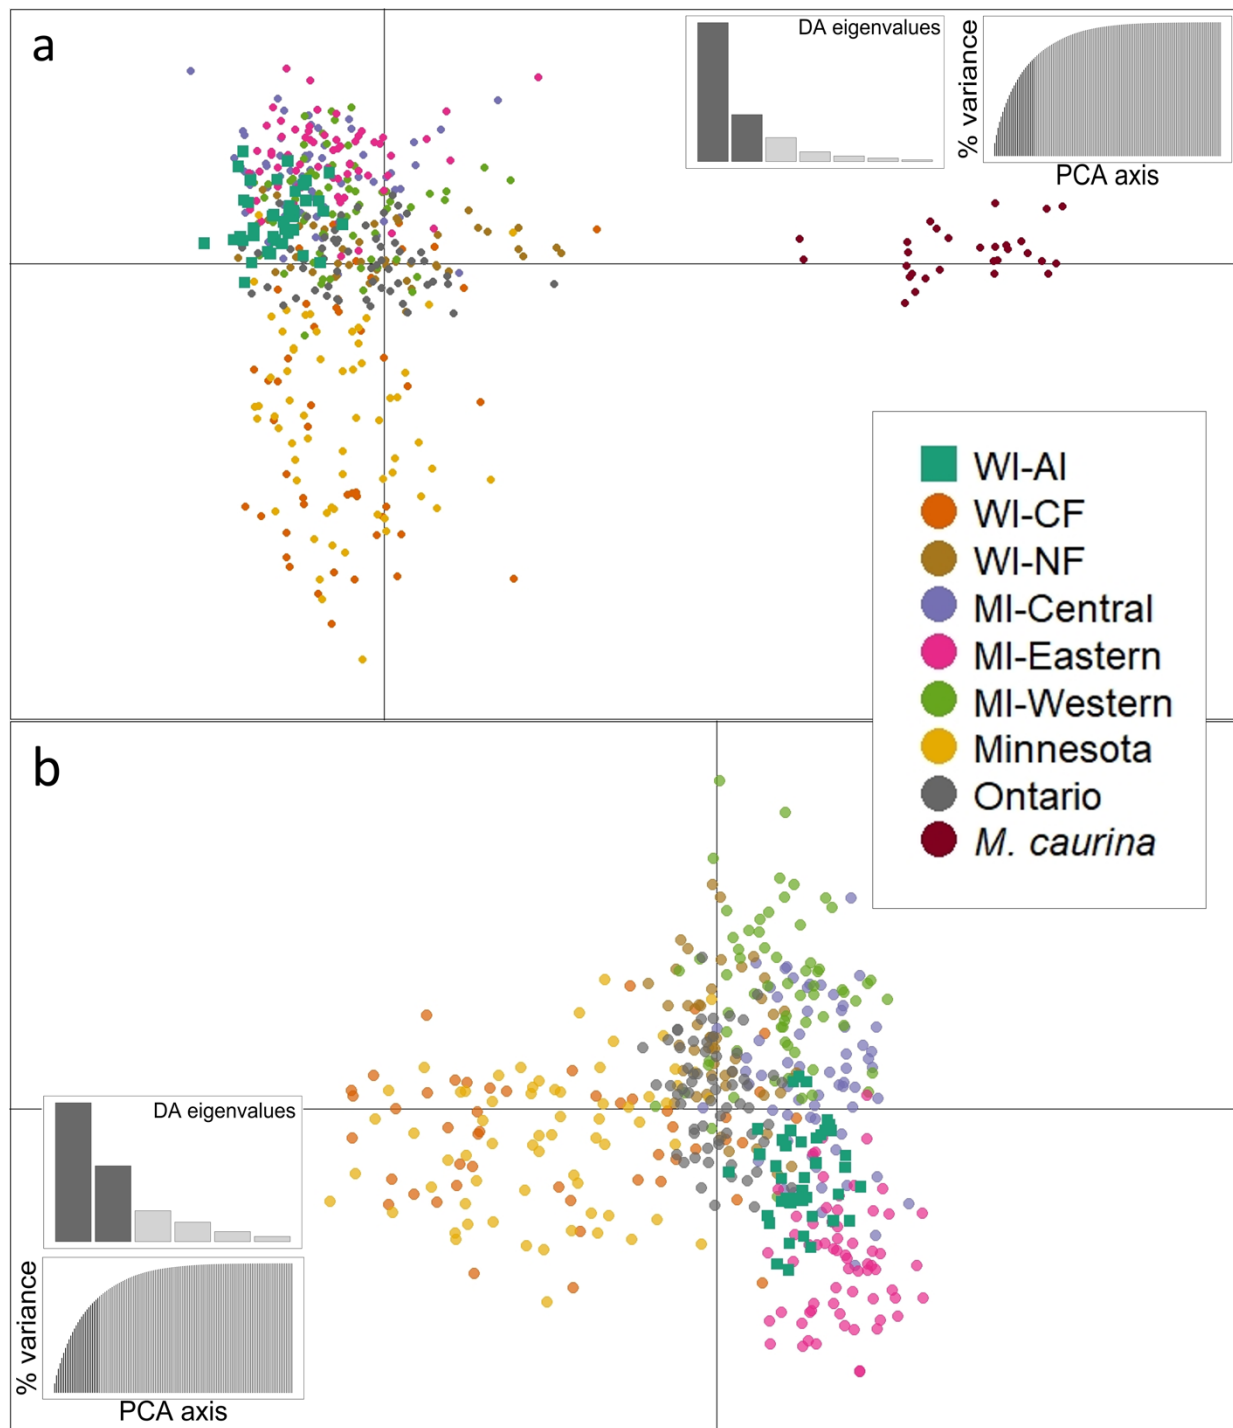 a
DA eigenvalues
% variance
PCA axis
WI-AI
WI-CF
WI-NF
MI-Central
MI-Eastern
MI-Western
Minnesota
Ontario
M. caurina
b
DA eigenvalues
% variance
PCA axis